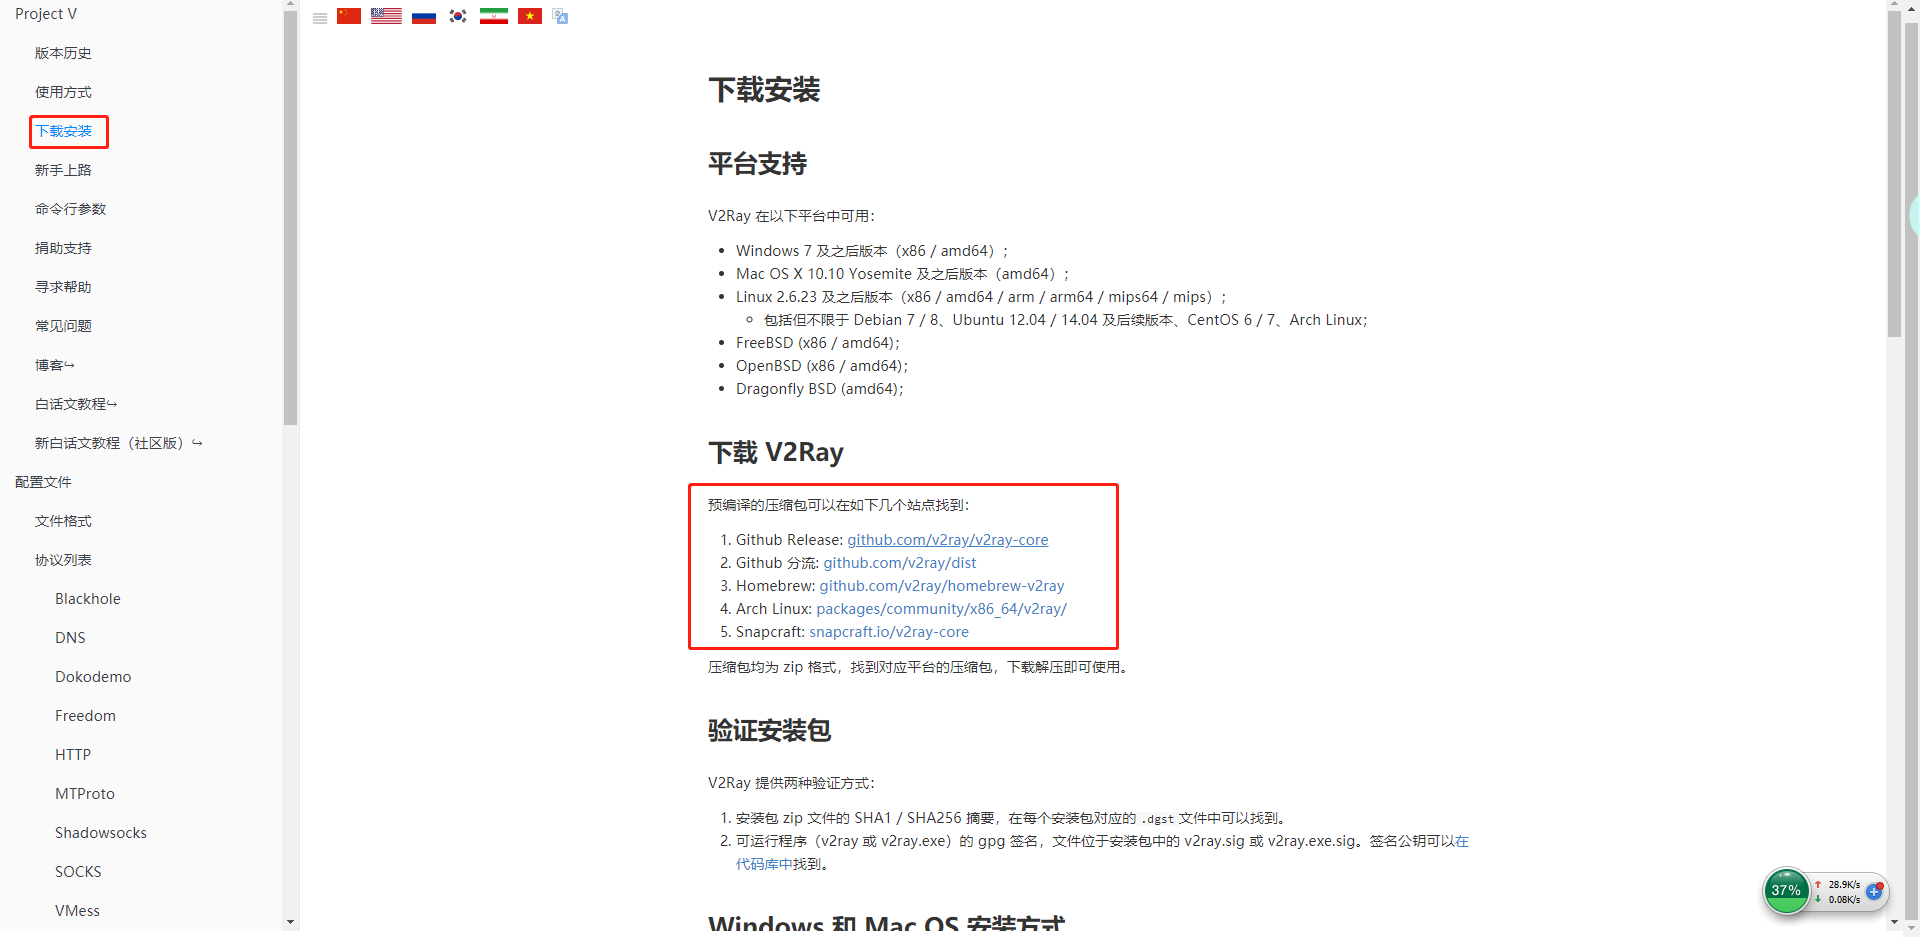 Project V
版本历史
使用方式
下载安装
新手上路
命令行参数
捐助支持
寻求帮助
常见问题
博客↪
白话文教程↪
新白话文教程（社区版）↪
配置文件
文件格式
协议列表
Blackhole
DNS
Dokodemo
Freedom
HTTP
MTProto
Shadowsocks
SOCKS
VMess
下载安装
平台支持
V2Ray 在以下平台中可用：
• Windows 7 及之后版本（x86 / amd64）；
• Mac OS X 10.10 Yosemite 及之后版本（amd64）；
• Linux 2.6.23 及之后版本（x86 / amd64 / arm / arm64 / mips64 / mips）；
◦ 包括但不限于 Debian 7 / 8、Ubuntu 12.04 / 14.04 及后续版本、CentOS 6 / 7、Arch Linux；
• FreeBSD (x86 / amd64)；
• OpenBSD (x86 / amd64)；
• Dragonfly BSD (amd64)；
下载 V2Ray
预编译的压缩包可以在如下几个站点找到：
1. Github Release: github.com/v2ray/v2ray-core
2. Github 分流: github.com/v2ray/dist
3. Homebrew: github.com/v2ray/homebrew-v2ray
4. Arch Linux: packages/community/x86_64/v2ray/
5. Snapcraft: snapcraft.io/v2ray-core
压缩包均为 zip 格式，找到对应平台的压缩包，下载解压即可使用。
验证安装包
V2Ray 提供两种验证方式：
1. 安装包 zip 文件的 SHA1 / SHA256 摘要，在每个安装包对应的 .dgst 文件中可以找到。
2. 可运行程序（v2ray 或 v2ray.exe）的 gpg 签名，文件位于安装包中的 v2ray.sig 或 v2ray.exe.sig。签名公钥可以在
代码库中找到。
Windows 和 Mac OS 安装方式
37%
↑ 28.9K/s
↓ 0.08K/s